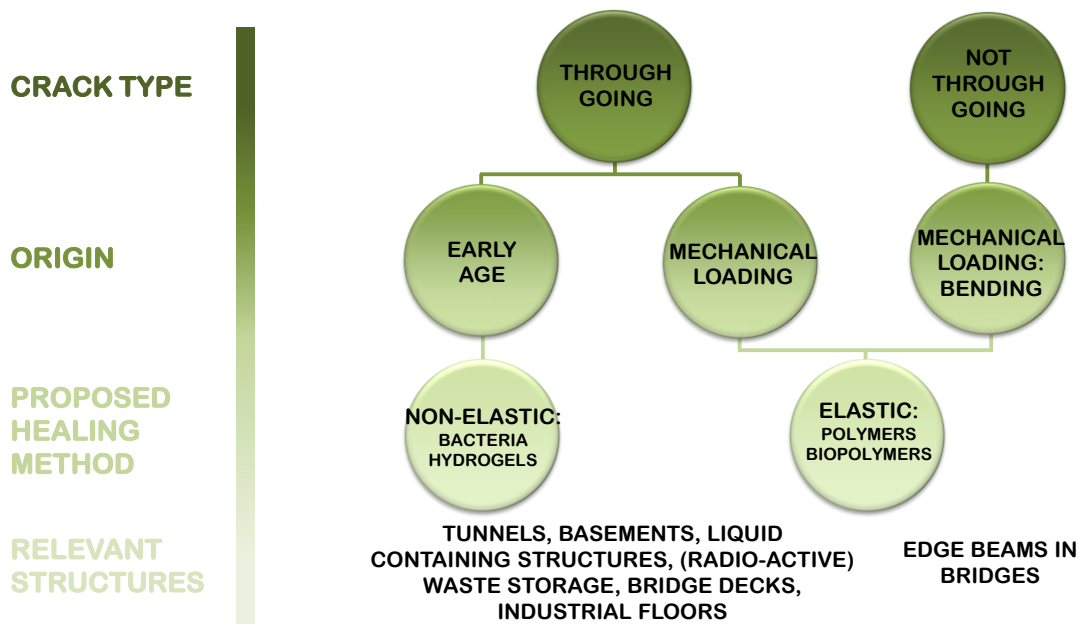 CRACK TYPE
THROUGH
GOING
NOT
THROUGH
GOING
ORIGIN
EARLY
AGE
MECHANICAL
LOADING
MECHANICAL
LOADING:
BENDING
PROPOSED
HEALING
METHOD
NON-ELASTIC:
BACTERIA
HYDROGELS
ELASTIC:
POLYMERS
BIOPOLYMERS
RELEVANT
STRUCTURES
TUNNELS, BASEMENTS, LIQUID
CONTAINING STRUCTURES, (RADIO-ACTIVE)
WASTE STORAGE, BRIDGE DECKS,
INDUSTRIAL FLOORS
EDGE BEAMS IN
BRIDGES